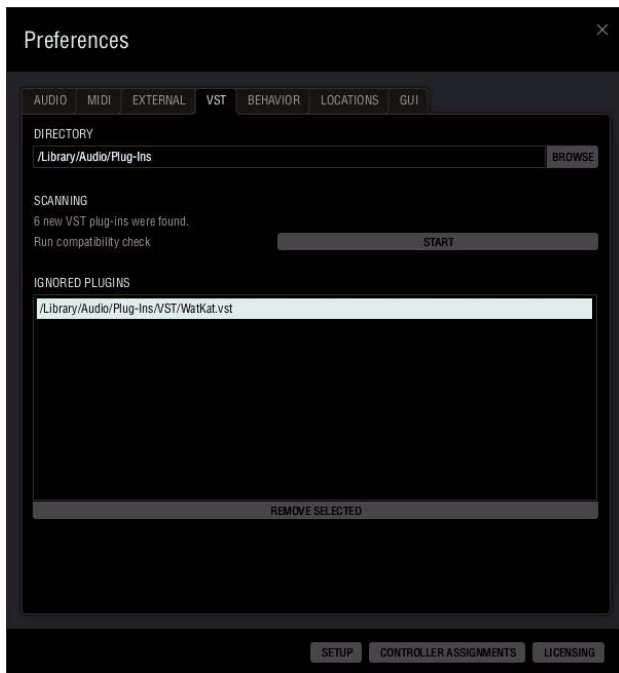 Preferences
AUDIO MIDI EXTERNAL VST BEHAVIOR LOCATIONS GUI
DIRECTORY
/Library/Audio/Plug-Ins BROWSE
SCANNING
6 new VST plug-ins were found.
Run compatibility check START
IGNORED PLUGINS
/Library/Audio/Plug-Ins/VST/WatKat.vst
REMOVE SELECTED
SETUP CONTROLLER ASSIGNMENTS LICENSING